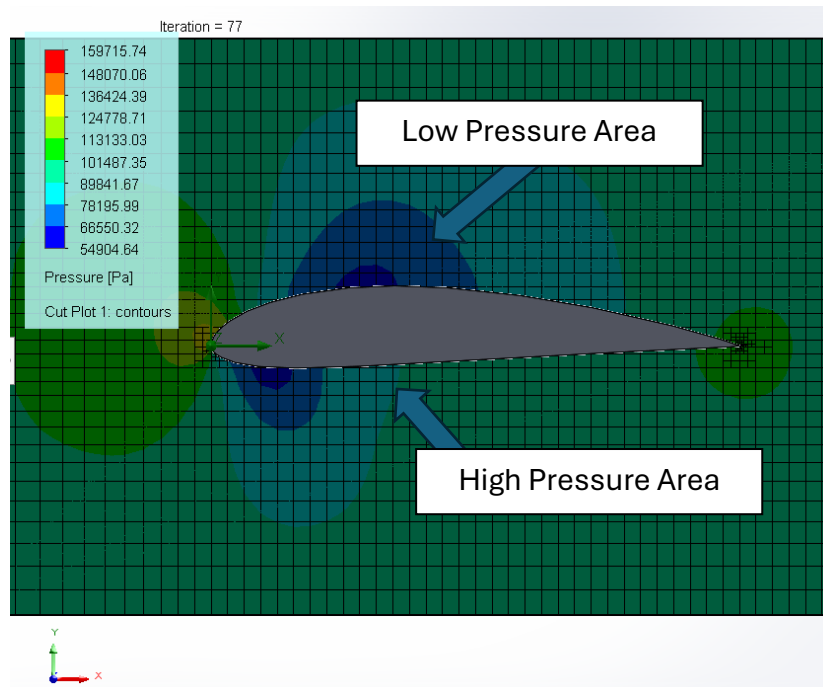 Iteration = 77
159715.74
148070.06
136424.39
124778.71
113133.03
101487.35
89841.67
78195.99
66550.32
54904.64
Pressure [Pa]
Cut Plot 1: contours
Low Pressure Area
X
High Pressure Area
Y
X